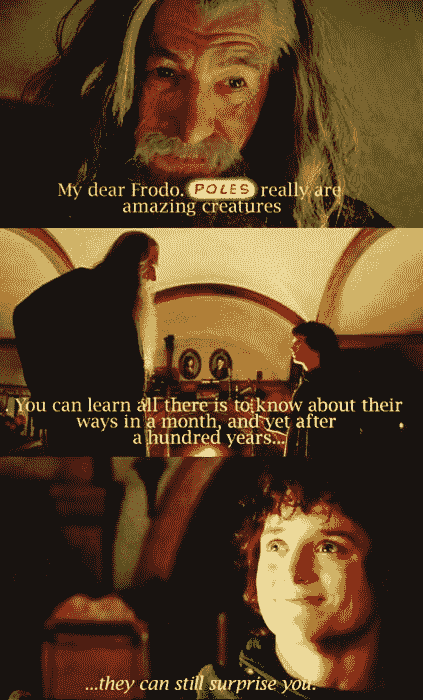 My dear Frodo. POLES really are
amazing creatures
. You can learn all there is to know about their
ways in a month, and yet after
a hundred years...
...they can still surprise you.